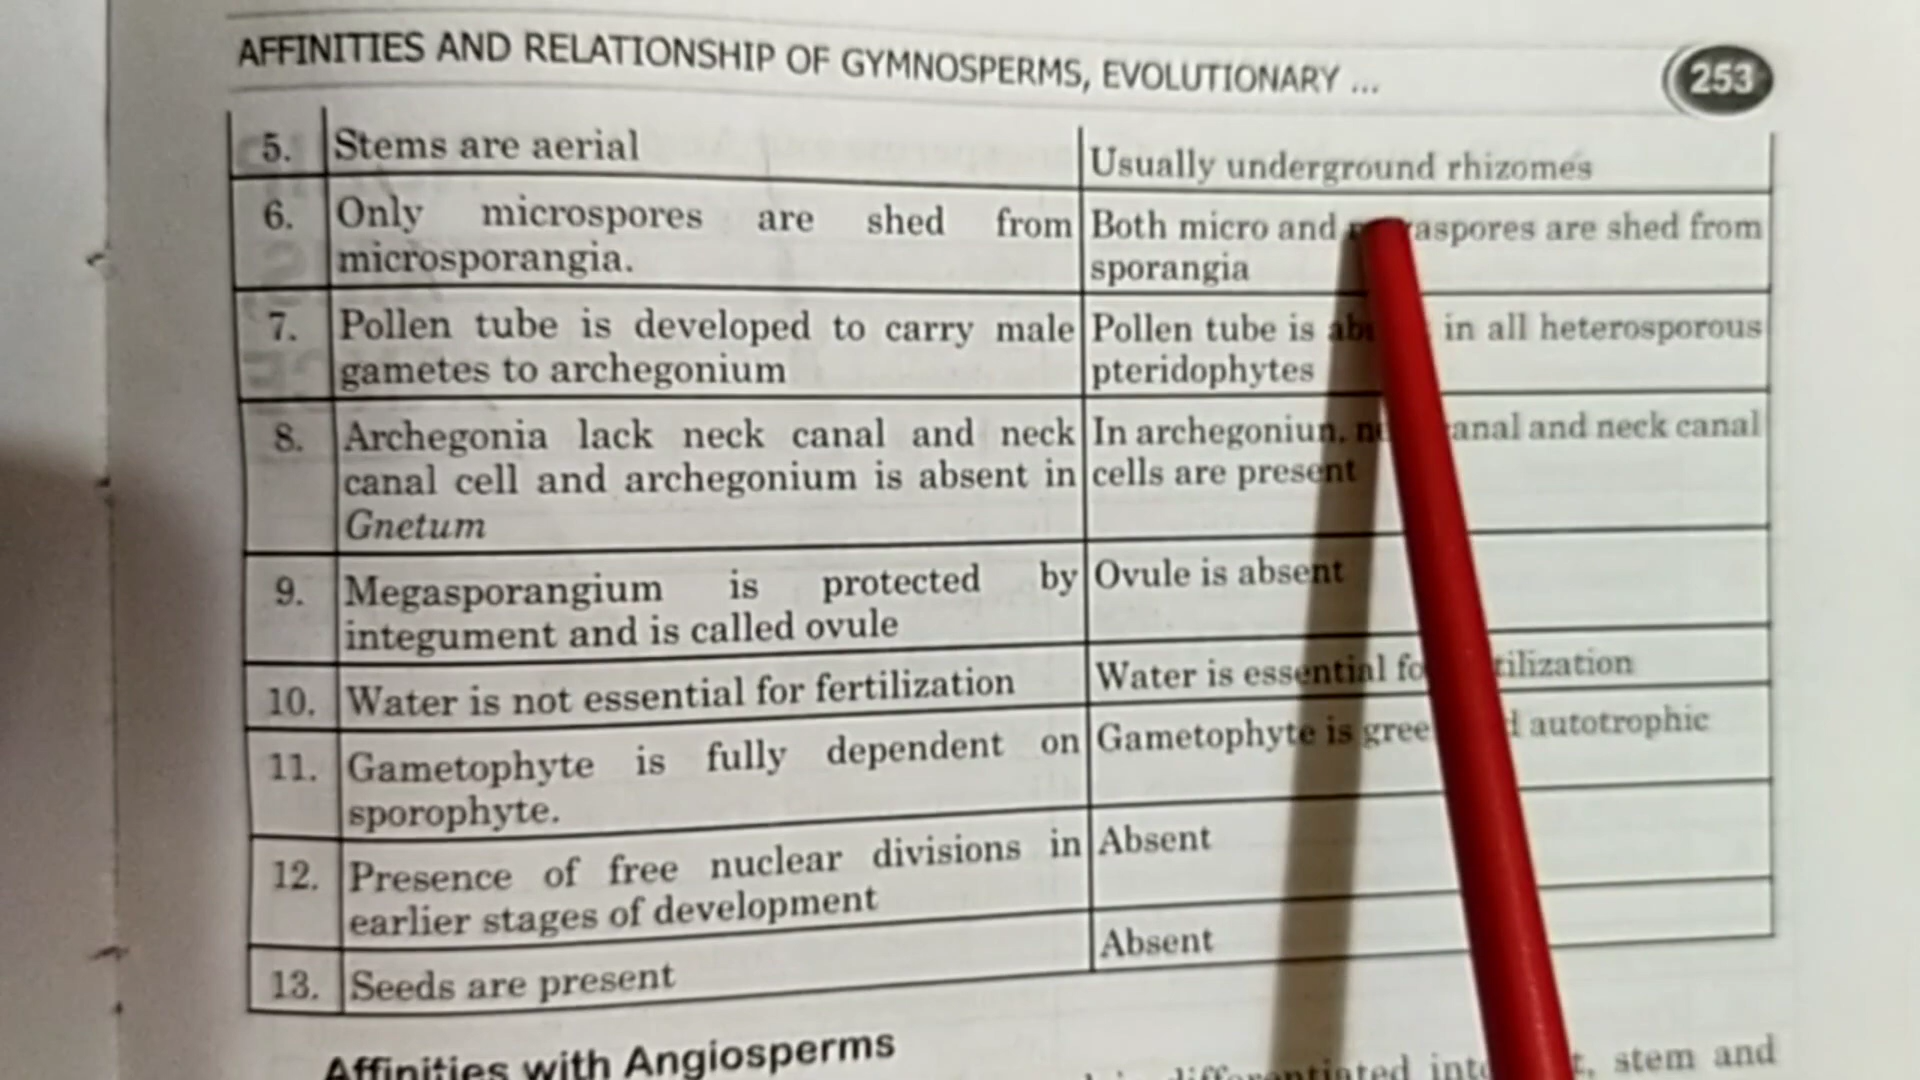 AFFINITIES AND RELATIONSHIP OF GYMNOSPERMS, EVOLUTIONARY ...
253
5. Stems are aerial
Usually underground rhizomes
6. Only microspores are shed from
microsporangia.
Both micro and aspores are shed from
sporangia
7. Pollen tube is developed to carry male
gametes to archegonium
Pollen tube is in all heterosporous
pteridophytes
8. Archegonia lack neck canal and neck
canal cell and archegonium is absent in
Gnetum
In archegonium, canal and neck canal
cells are present
9. Megasporangium is protected by
integument and is called ovule
Ovule is absent
10. Water is not essential for fertilization
Water is essential tilization
11. Gametophyte is fully dependent on
sporophyte.
Gametophyte is autotrophic
12. Presence of free nuclear divisions in
earlier stages of development
Absent
13. Seeds are present
Absent
Affinities with Angiosperms
stem and